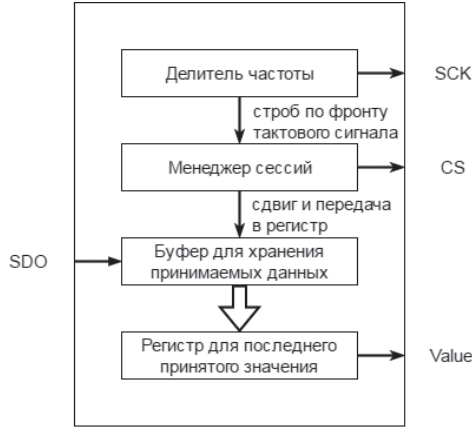 Делитель частоты
SCK
строб по фронту
тактового сигнала
Менеджер сессий
CS
сдвиг и передача
в регистр
SDO
Буфер для хранения
принимаемых данных
Регистр для последнего
принятого значения
Value